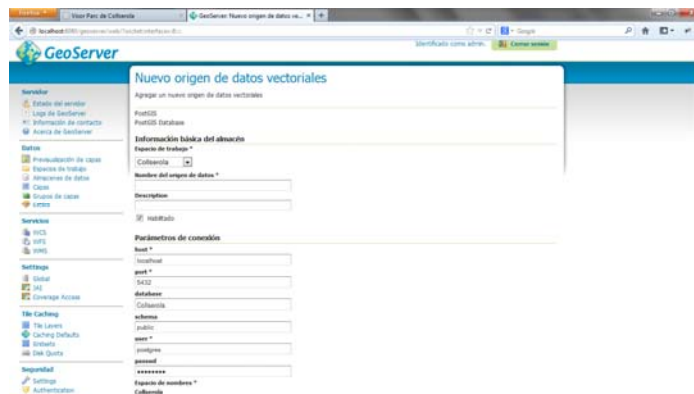 Firefox
Visor Parc de Collserola
GeoServer: Nuevo origen de datos ve...
localhost:8080/geoserver/web/?wicket:interface=:8:::
Google
GeoServer
Identificado como admin.
Cerrar sesión
Nuevo origen de datos vectoriales
Agregar un nuevo origen de datos vectoriales
PostGIS
PostGIS Database
Información básica del almacén
Espacio de trabajo *
Collserola
Nombre del origen de datos *
Description
Habilitado
Parámetros de conexión
host *
localhost
port *
5432
database
Collserola
schema
public
user *
postgres
passwd
Espacio de nombres *
Collserola
Servidor
Estado del servidor
Logs de GeoServer
Información de contacto
Acerca de GeoServer
Datos
Previsualización de capas
Espacios de trabajo
Almacenes de datos
Capas
Grupos de capas
Estilos
Servicios
WCS
WFS
WMS
Settings
Global
JAI
Coverage Access
Tile Caching
Tile Layers
Caching Defaults
Gridsets
Disk Quota
Seguridad
Settings
Authentication